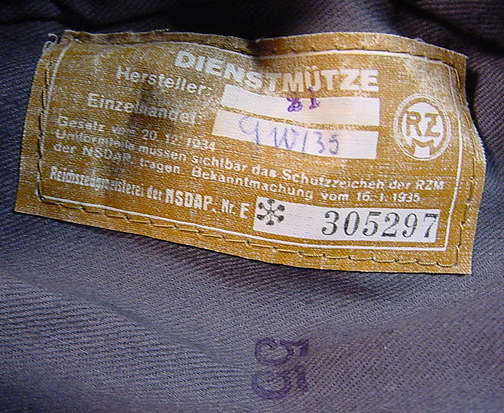 DIENSTMÜTZE
Hersteller: 81
Einzelhandel: 9W/35
Gesetz vom 20.12.1934
Uniformteile müssen sichtbar das Schutzzeichen der RZM
der NSDAP. tragen. Bekanntmachung vom 16.1.1935
Reichszeugmeisterei der NSDAP. Nr. E 305297
RZM
55